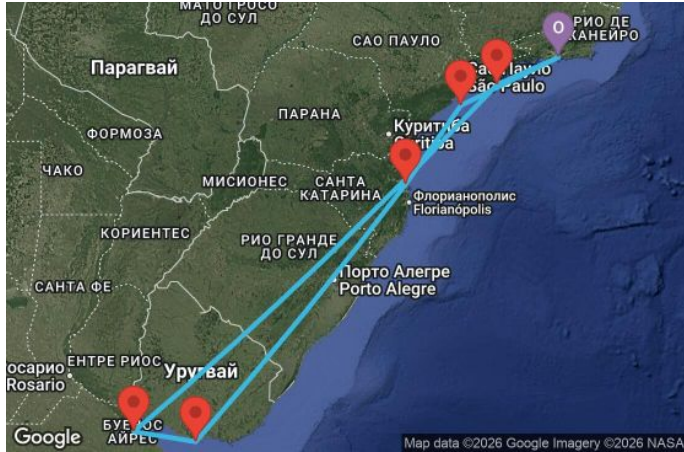 МАТО ГРОСО
ДО СУЛ
O
РИО ДЕ
ЖАНЕЙРО
САО ПАУЛО
Парагвай
Сао Пауло
São Paulo
ПАРАНА
Куритиба
Curitiba
ФОРМОЗА
ЧАКО
МИСИОНЕС
САНТА
КАТАРИНА
Флорианополис
Florianópolis
КОРИЕНТЕС
РИО ГРАНДЕ
ДО СУЛ
Порто Алегре
Porto Alegre
САНТА ФЕ
ЕНТРЕ РИОС
Уругвай
Росарио
Rosario
БУЕНОС
АЙРЕС
Google
Map data ©2026 Google Imagery ©2026 NASA